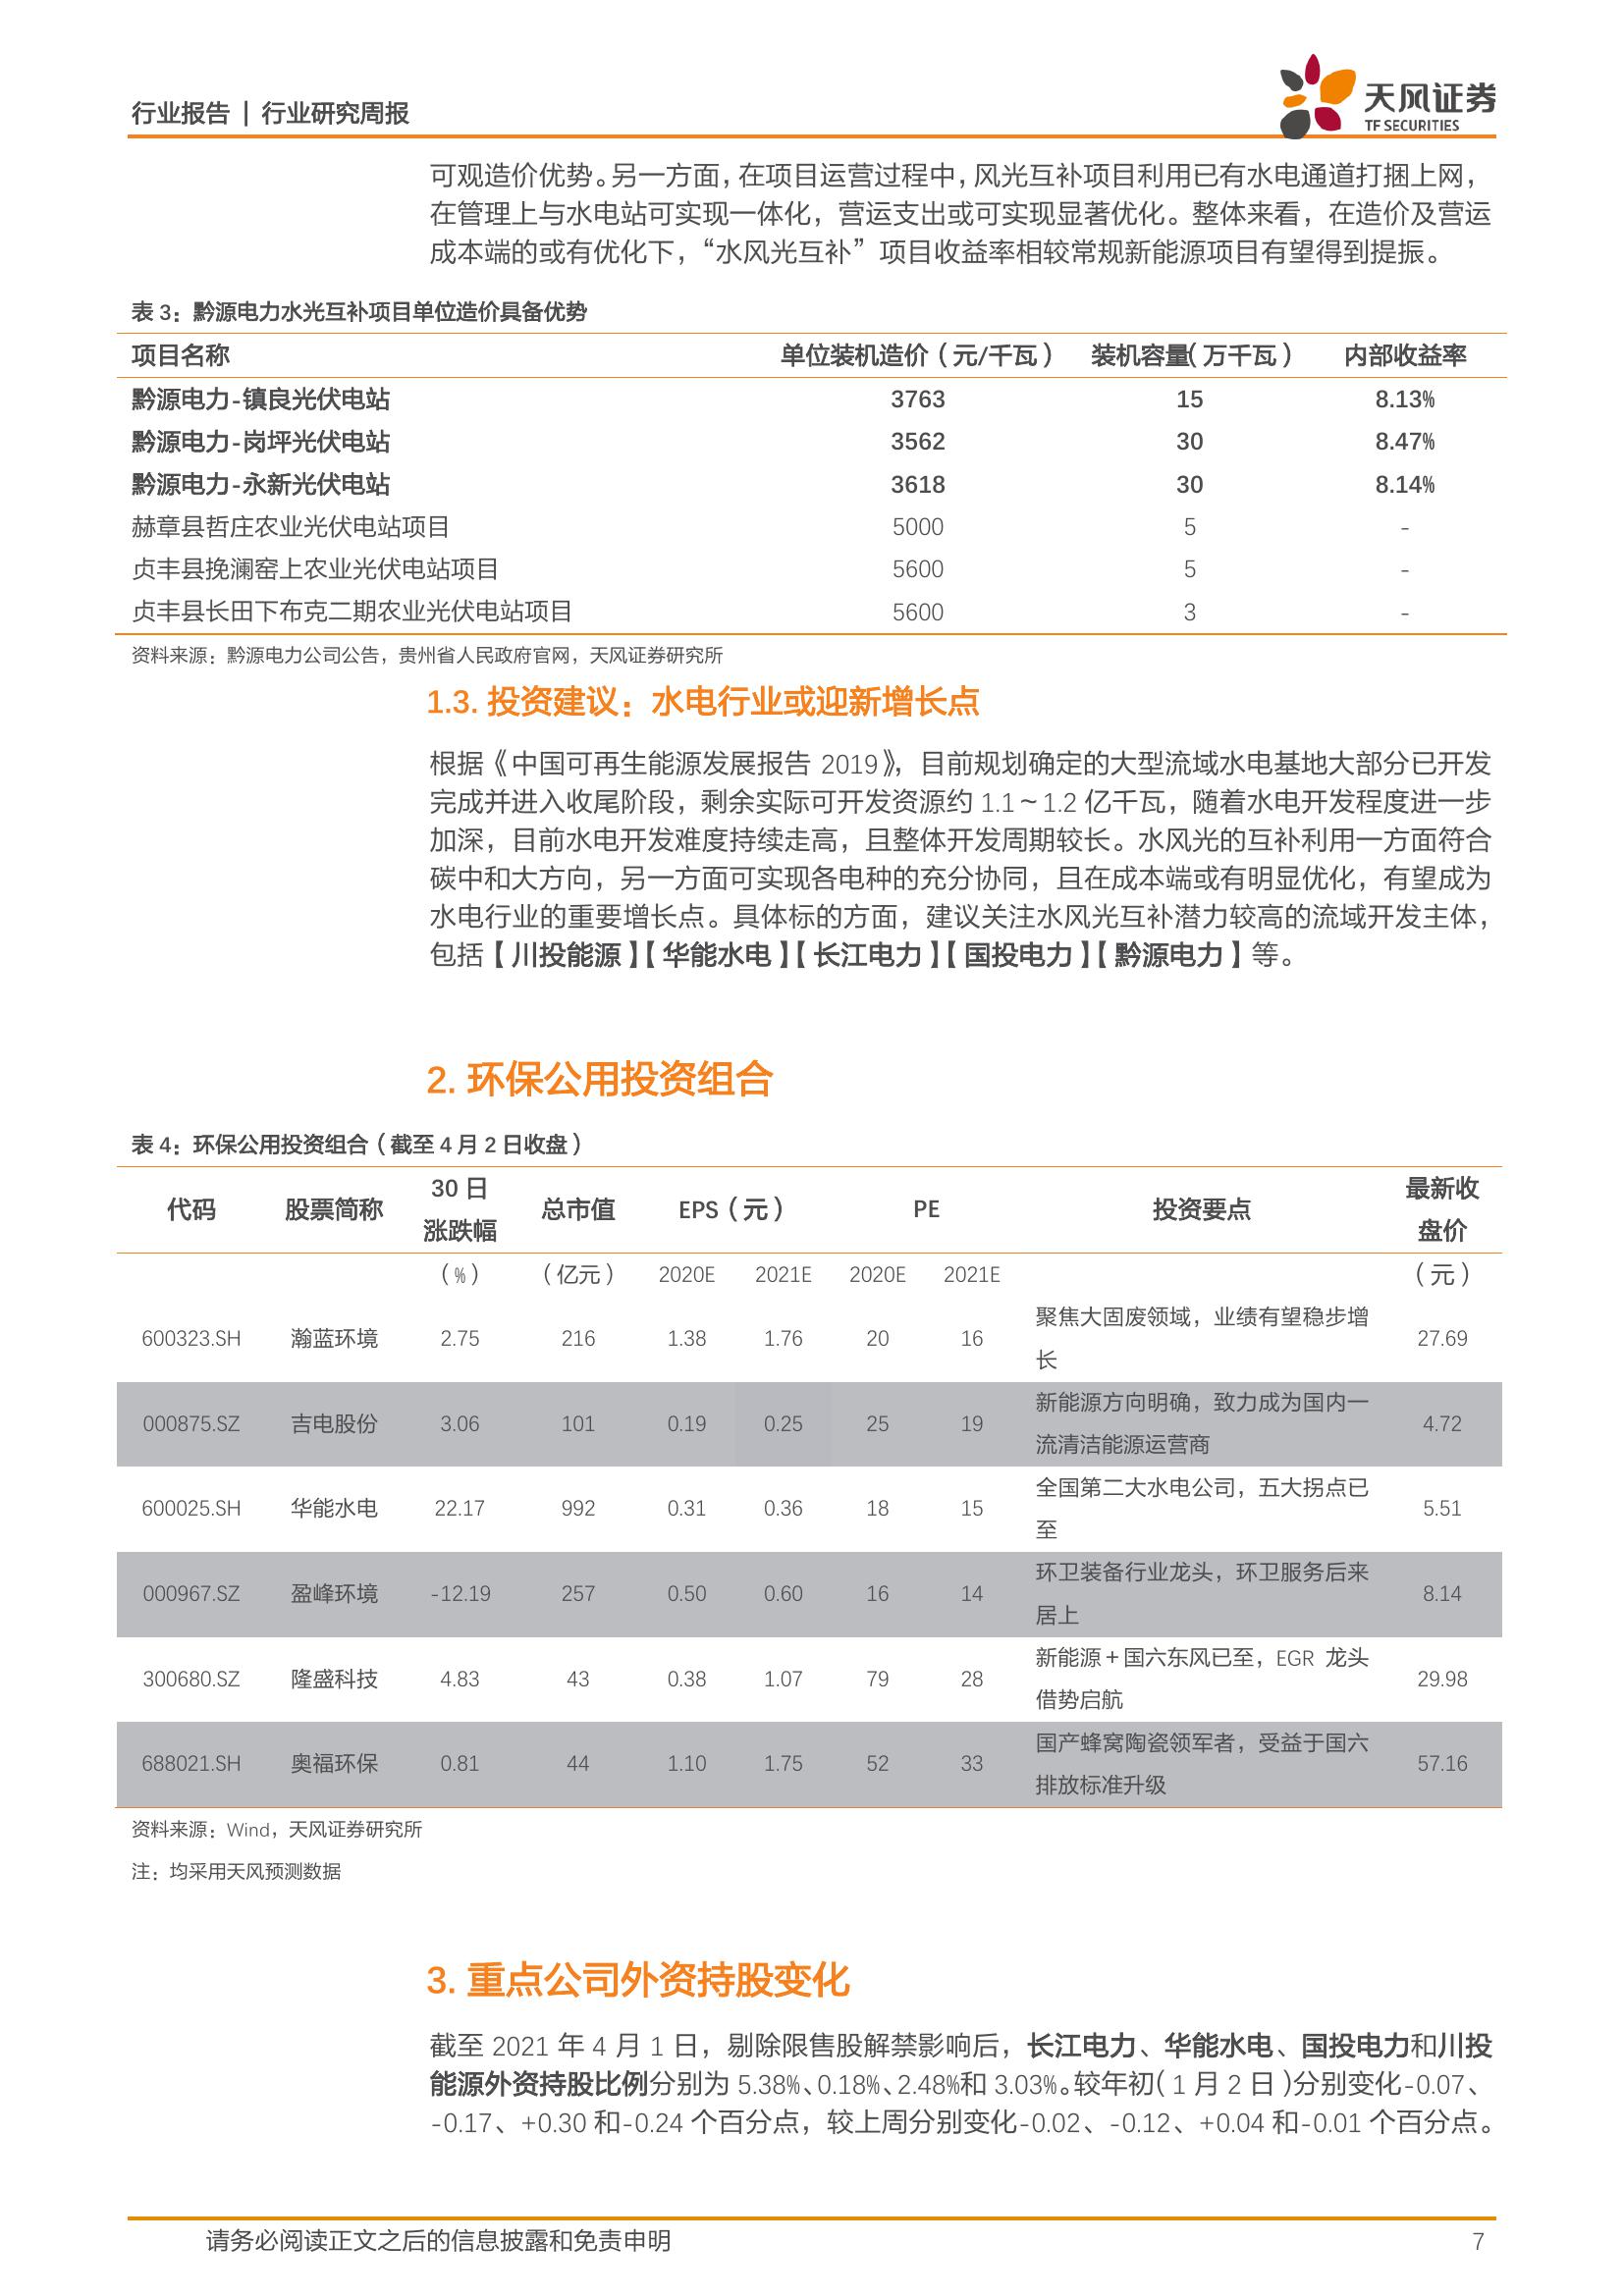 行业报告 | 行业研究周报
天风证券
TF SECURITIES
可观造价优势。另一方面，在项目运营过程中，风光互补项目利用已有水电通道打捆上网，
在管理上与水电站可实现一体化，营运支出或可实现显著优化。整体来看，在造价及营运
成本端的或有优化下，“水风光互补”项目收益率相较常规新能源项目有望得到提振。
表 3：黔源电力水光互补项目单位造价具备优势
项目名称 单位装机造价（元/千瓦） 装机容量（万千瓦） 内部收益率
黔源电力-镇良光伏电站 3763 15 8.13%
黔源电力-岗坪光伏电站 3562 30 8.47%
黔源电力-永新光伏电站 3618 30 8.14%
赫章县哲庄农业光伏电站项目 5000 5 -
贞丰县挽澜窑上农业光伏电站项目 5600 5 -
贞丰县长田下布克二期农业光伏电站项目 5600 3 -
资料来源：黔源电力公司公告，贵州省人民政府官网，天风证券研究所
1.3. 投资建议：水电行业或迎新增长点
根据《中国可再生能源发展报告 2019》，目前规划确定的大型流域水电基地大部分已开发
完成并进入收尾阶段，剩余实际可开发资源约 1.1～1.2 亿千瓦，随着水电开发程度进一步
加深，目前水电开发难度持续走高，且整体开发周期较长。水风光的互补利用一方面符合
碳中和大方向，另一方面可实现各电种的充分协同，且在成本端或有明显优化，有望成为
水电行业的重要增长点。具体标的方面，建议关注水风光互补潜力较高的流域开发主体，
包括【川投能源】【华能水电】【长江电力】【国投电力】【黔源电力】等。
2. 环保公用投资组合
表 4：环保公用投资组合（截至 4 月 2 日收盘）
代码 股票简称 30 日 总市值 EPS（元） PE 投资要点 最新收
涨跌幅 盘价
（%） （亿元） 2020E 2021E 2020E 2021E （元）
600323.SH 瀚蓝环境 2.75 216 1.38 1.76 20 16 聚焦大固废领域，业绩有望稳步增 27.69
长
000875.SZ 吉电股份 3.06 101 0.19 0.25 25 19 新能源方向明确，致力成为国内一 4.72
流清洁能源运营商
600025.SH 华能水电 22.17 992 0.31 0.36 18 15 全国第二大水电公司，五大拐点已 5.51
至
000967.SZ 盈峰环境 -12.19 257 0.50 0.60 16 14 环卫装备行业龙头，环卫服务后来 8.14
居上
300680.SZ 隆盛科技 4.83 43 0.38 1.07 79 28 新能源＋国六东风已至，EGR 龙头 29.98
借势启航
688021.SH 奥福环保 0.81 44 1.10 1.75 52 33 国产蜂窝陶瓷领军者，受益于国六 57.16
排放标准升级
资料来源：Wind，天风证券研究所
注：均采用天风预测数据
3. 重点公司外资持股变化
截至 2021 年 4 月 1 日，剔除限售股解禁影响后，长江电力、华能水电、国投电力和川投
能源外资持股比例分别为 5.38%、0.18%、2.48%和 3.03%。较年初（1 月 2 日）分别变化-0.07、
-0.17、+0.30 和-0.24 个百分点，较上周分别变化-0.02、-0.12、+0.04 和-0.01 个百分点。
请务必阅读正文之后的信息披露和免责申明 7